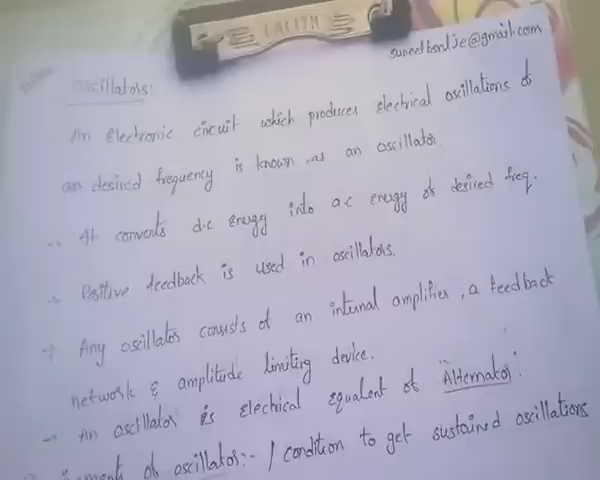 suneelbondje@gmail.com
oscillators:
An Electronic circuit which produces electrical oscillations of
an desired frequency is known as an oscillator
→ It converts d.c Energy into a.c energy of desired freq.
→ Positive feedback is used in oscillators.
→ Any oscillator consists of an internal amplifier, a feedback
network & amplitude limiting device.
→ An oscillator is Electrical equalent of "Alternator".
of oscillator:- / condition to get sustained oscillations